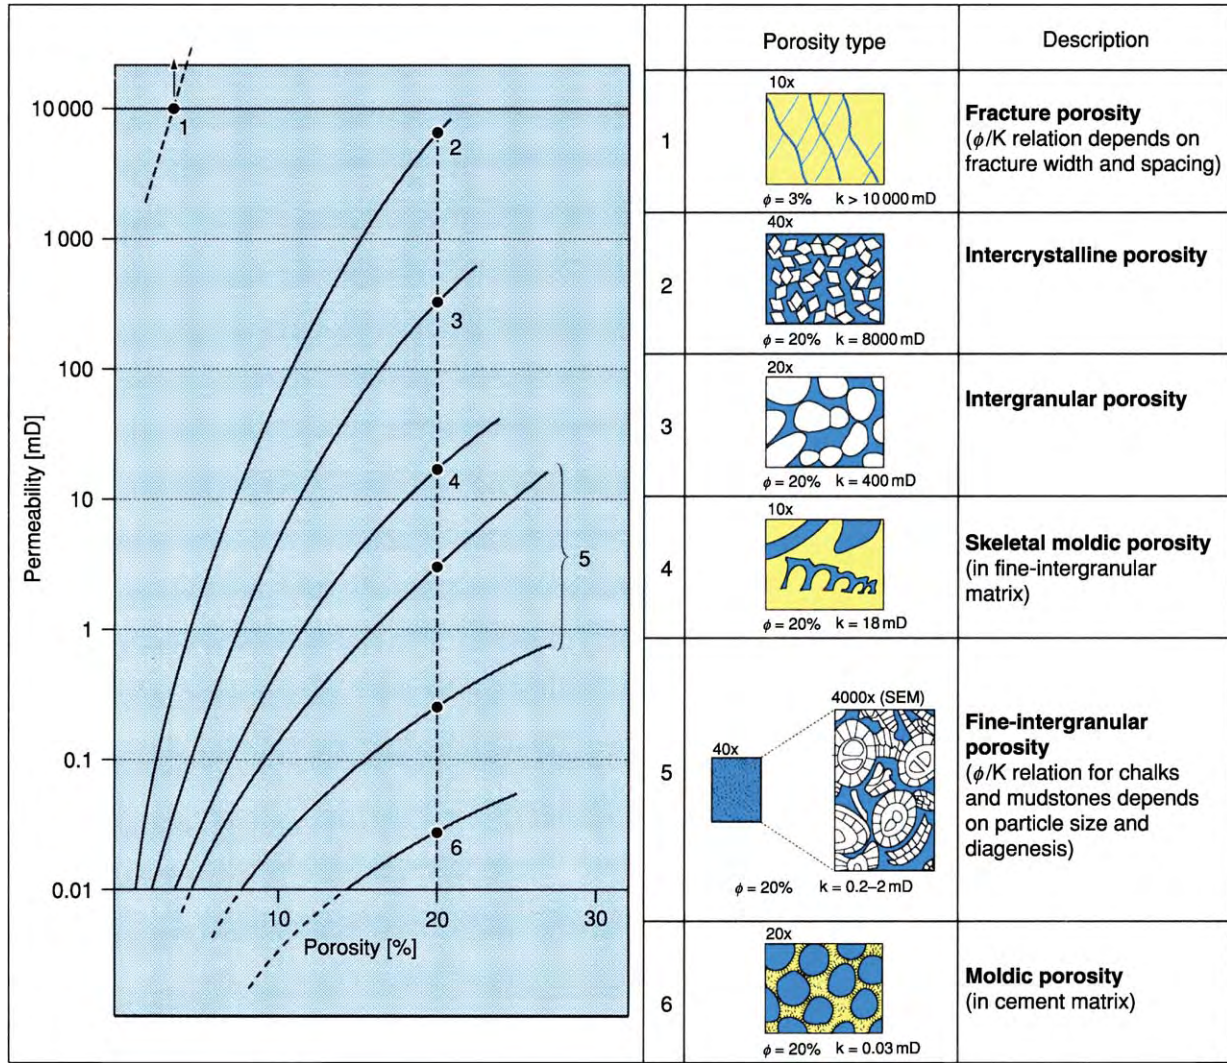 10 000
1 000
100
10
1
0.1
0.01
Permeability [mD]
10
20
30
Porosity [%]
1
2
3
4
5
6
Porosity type
Description
1
10x
ϕ = 3% k > 10 000 mD
Fracture porosity
(ϕ/K relation depends on
fracture width and spacing)
2
40x
ϕ = 20% k = 8000 mD
Intercrystalline porosity
3
20x
ϕ = 20% k = 400 mD
Intergranular porosity
4
10x
ϕ = 20% k = 18 mD
Skeletal moldic porosity
(in fine-intergranular
matrix)
5
40x
4000x (SEM)
ϕ = 20% k = 0.2–2 mD
Fine-intergranular
porosity
(ϕ/K relation for chalks
and mudstones depends
on particle size and
diagenesis)
6
20x
ϕ = 20% k = 0.03 mD
Moldic porosity
(in cement matrix)